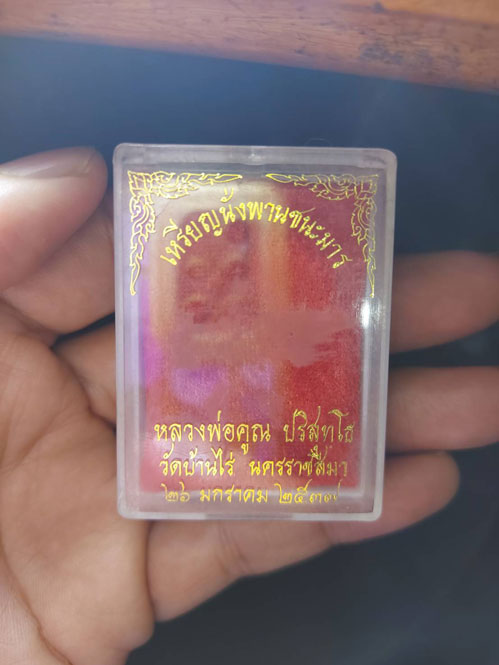 เหรียญนั่งพานชนะมาร
หลวงพ่อคูณ ปริสุทโธ
วัดบ้านไร่ นครราชสีมา
๒๖ มกราคม ๒๕๓๗